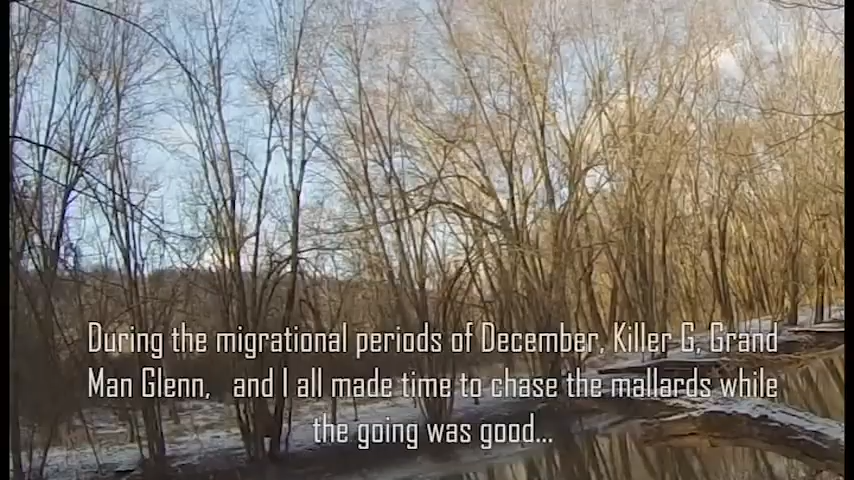 During the migrational periods of December, Killer G, Grand
Man Glenn, and I all made time to chase the mallards while
the going was good...